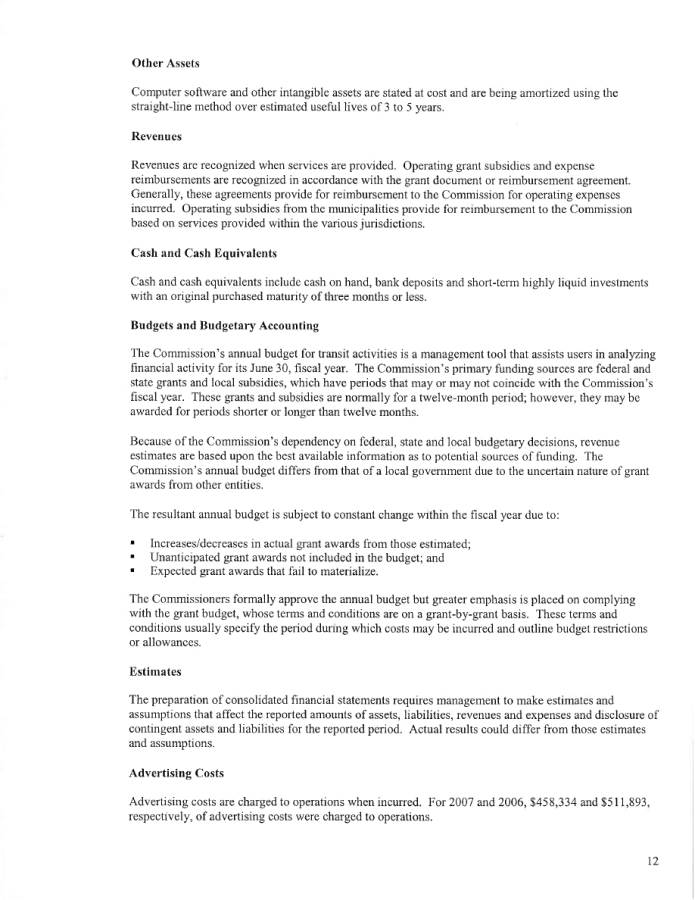 Other Assets
Computer software and other intangible assets are stated at cost and are being amortized using the
straight-line method over estimated useful lives of 3 to 5 years.
Revenues
Revenues are recognized when services are provided. Operating grant subsidies and expense
reimbursements are recognized in accordance with the grant document or reimbursement agreement.
Generally, these agreements provide for reimbursement to the Commission for operating expenses
incurred. Operating subsidies from the municipalities provide for reimbursement to the Commission
based on services provided within the various jurisdictions.
Cash and Cash Equivalents
Cash and cash equivalents include cash on hand, bank deposits and short-term highly liquid investments
with an original purchased maturity of three months or less.
Budgets and Budgetary Accounting
The Commission's annual budget for transit activities is a management tool that assists users in analyzing
financial activity for its June 30, fiscal year. The Commission's primary funding sources are federal and
state grants and local subsidies, which have periods that may or may not coincide with the Commission's
fiscal year. These grants and subsidies are normally for a twelve-month period; however, they may be
awarded for periods shorter or longer than twelve months.
Because of the Commission's dependency on federal, state and local budgetary decisions, revenue
estimates are based upon the best available information as to potential sources of funding. The
Commission's annual budget differs from that of a local government due to the uncertain nature of grant
awards from other entities.
The resultant annual budget is subject to constant change within the fiscal year due to:
▪ Increases/decreases in actual grant awards from those estimated;
▪ Unanticipated grant awards not included in the budget; and
▪ Expected grant awards that fail to materialize.
The Commissioners formally approve the annual budget but greater emphasis is placed on complying
with the grant budget, whose terms and conditions are on a grant-by-grant basis. These terms and
conditions usually specify the period during which costs may be incurred and outline budget restrictions
or allowances.
Estimates
The preparation of consolidated financial statements requires management to make estimates and
assumptions that affect the reported amounts of assets, liabilities, revenues and expenses and disclosure of
contingent assets and liabilities for the reported period. Actual results could differ from those estimates
and assumptions.
Advertising Costs
Advertising costs are charged to operations when incurred. For 2007 and 2006, $458,334 and $511,893,
respectively, of advertising costs were charged to operations.
12